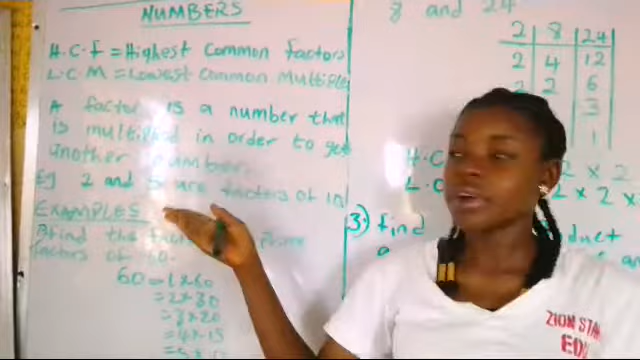 NUMBERS
H.C.f = Highest Common factors
L.C.M = Lowest Common Multiple
A factor is a number that
is multiplied in order to get
another number.
Eg 2 and 5 are factors of 10
EXAMPLES
find the
factors of 60.
60 = 1 x 60
= 2 x 30
= 3 x 20
= 4 x 15
= 5 x
8 and 24
2 8 24
2 4 12
2 2 6
3
1
H.C
2 x 2
L.C
2 x 2 x
3) find
ZION